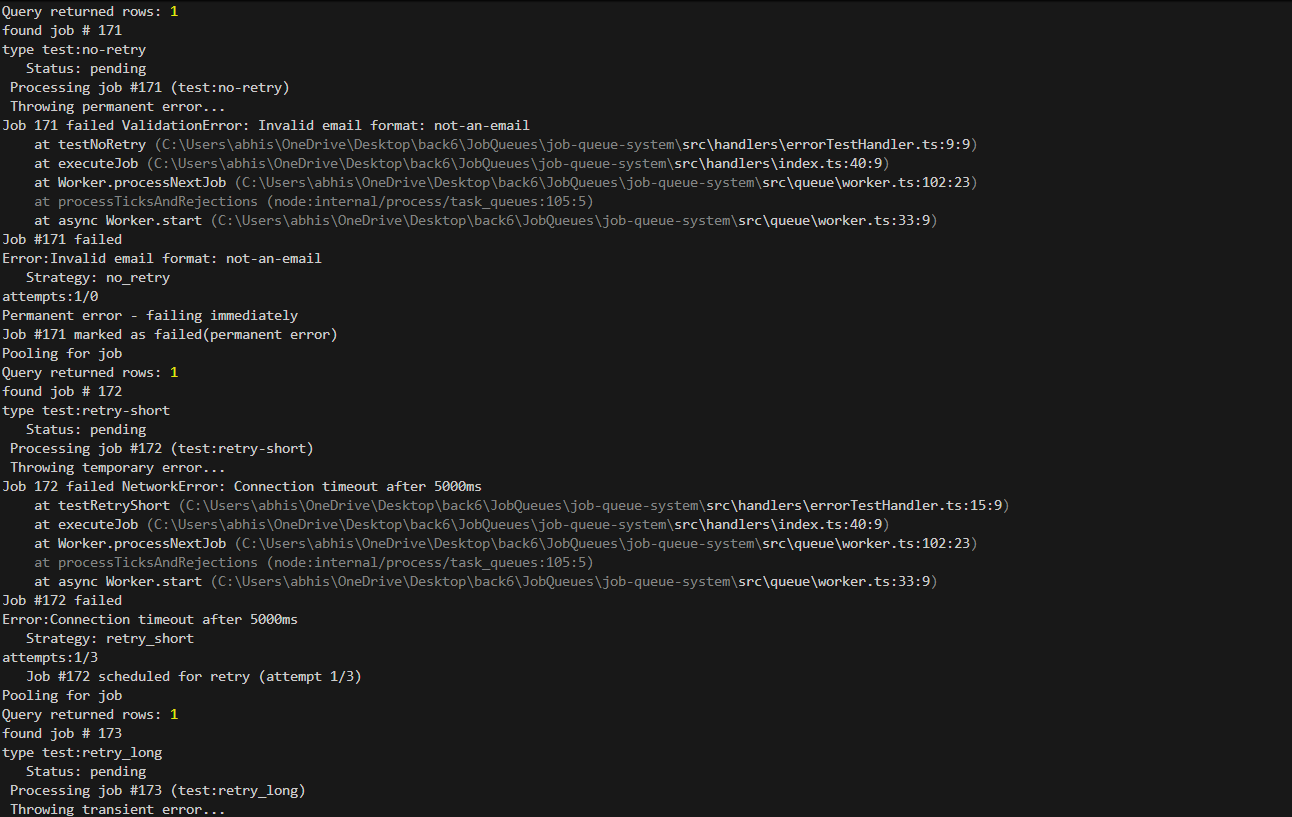 Query returned rows: 1
found job # 171
type test:no-retry
   Status: pending
 Processing job #171 (test:no-retry)
 Throwing permanent error...
Job 171 failed ValidationError: Invalid email format: not-an-email
    at testNoRetry (C:\Users\abhis\OneDrive\Desktop\back6\JobQueues\job-queue-system\src\handlers\errorTestHandler.ts:9:9)
    at executeJob (C:\Users\abhis\OneDrive\Desktop\back6\JobQueues\job-queue-system\src\handlers\index.ts:40:9)
    at Worker.processNextJob (C:\Users\abhis\OneDrive\Desktop\back6\JobQueues\job-queue-system\src\queue\worker.ts:102:23)
    at processTicksAndRejections (node:internal/process/task_queues:105:5)
    at async Worker.start (C:\Users\abhis\OneDrive\Desktop\back6\JobQueues\job-queue-system\src\queue\worker.ts:33:9)
Job #171 failed
Error:Invalid email format: not-an-email
   Strategy: no_retry
attempts:1/0
Permanent error - failing immediately
Job #171 marked as failed(permanent error)
Pooling for job
Query returned rows: 1
found job # 172
type test:retry-short
   Status: pending
 Processing job #172 (test:retry-short)
 Throwing temporary error...
Job 172 failed NetworkError: Connection timeout after 5000ms
    at testRetryShort (C:\Users\abhis\OneDrive\Desktop\back6\JobQueues\job-queue-system\src\handlers\errorTestHandler.ts:15:9)
    at executeJob (C:\Users\abhis\OneDrive\Desktop\back6\JobQueues\job-queue-system\src\handlers\index.ts:40:9)
    at Worker.processNextJob (C:\Users\abhis\OneDrive\Desktop\back6\JobQueues\job-queue-system\src\queue\worker.ts:102:23)
    at processTicksAndRejections (node:internal/process/task_queues:105:5)
    at async Worker.start (C:\Users\abhis\OneDrive\Desktop\back6\JobQueues\job-queue-system\src\queue\worker.ts:33:9)
Job #172 failed
Error:Connection timeout after 5000ms
   Strategy: retry_short
attempts:1/3
   Job #172 scheduled for retry (attempt 1/3)
Pooling for job
Query returned rows: 1
found job # 173
type test:retry_long
   Status: pending
 Processing job #173 (test:retry_long)
 Throwing transient error...